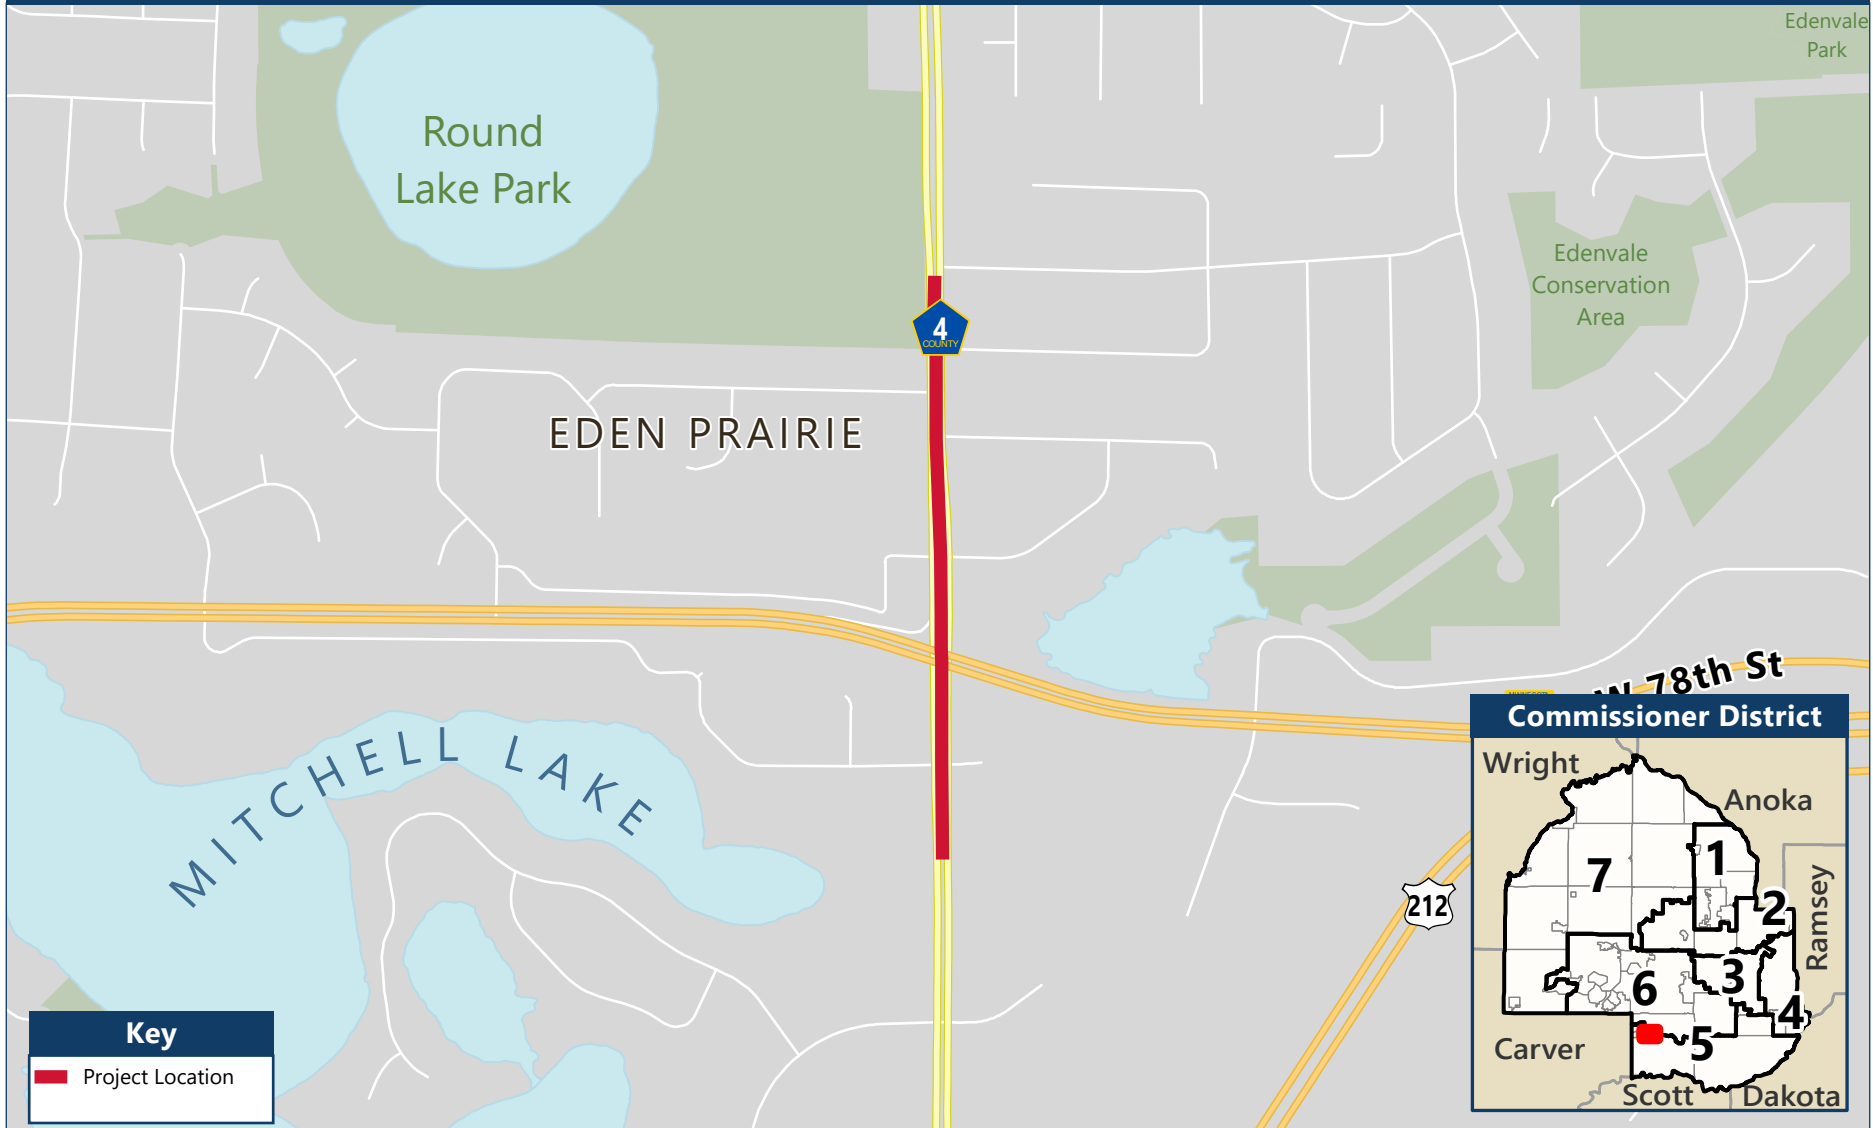 Edenvale
Park
Round
Lake Park
Edenvale
Conservation
Area
4
COUNTY
EDEN PRAIRIE
W 78th St
MITCHELL LAKE
212
Commissioner District
Wright
Anoka
7
1
2
Ramsey
3
6
4
5
Carver
Scott
Dakota
Key
Project Location